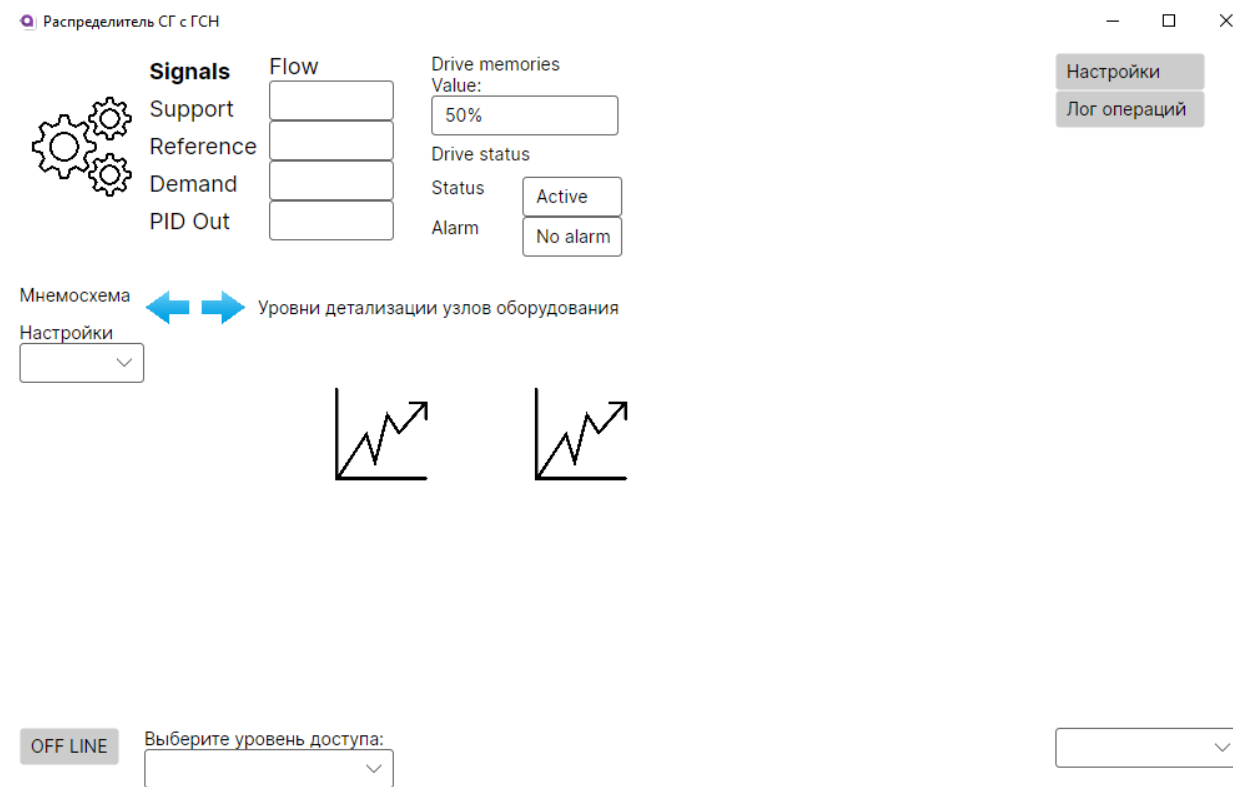 Распределитель СГ с ГСН
Signals
Flow
Support
Reference
Demand
PID Out
Drive memories
Value:
50%
Drive status
Status
Active
Alarm
No alarm
Настройки
Лог операций
Мнемосхема
Уровни детализации узлов оборудования
Настройки
OFF LINE
Выберите уровень доступа: